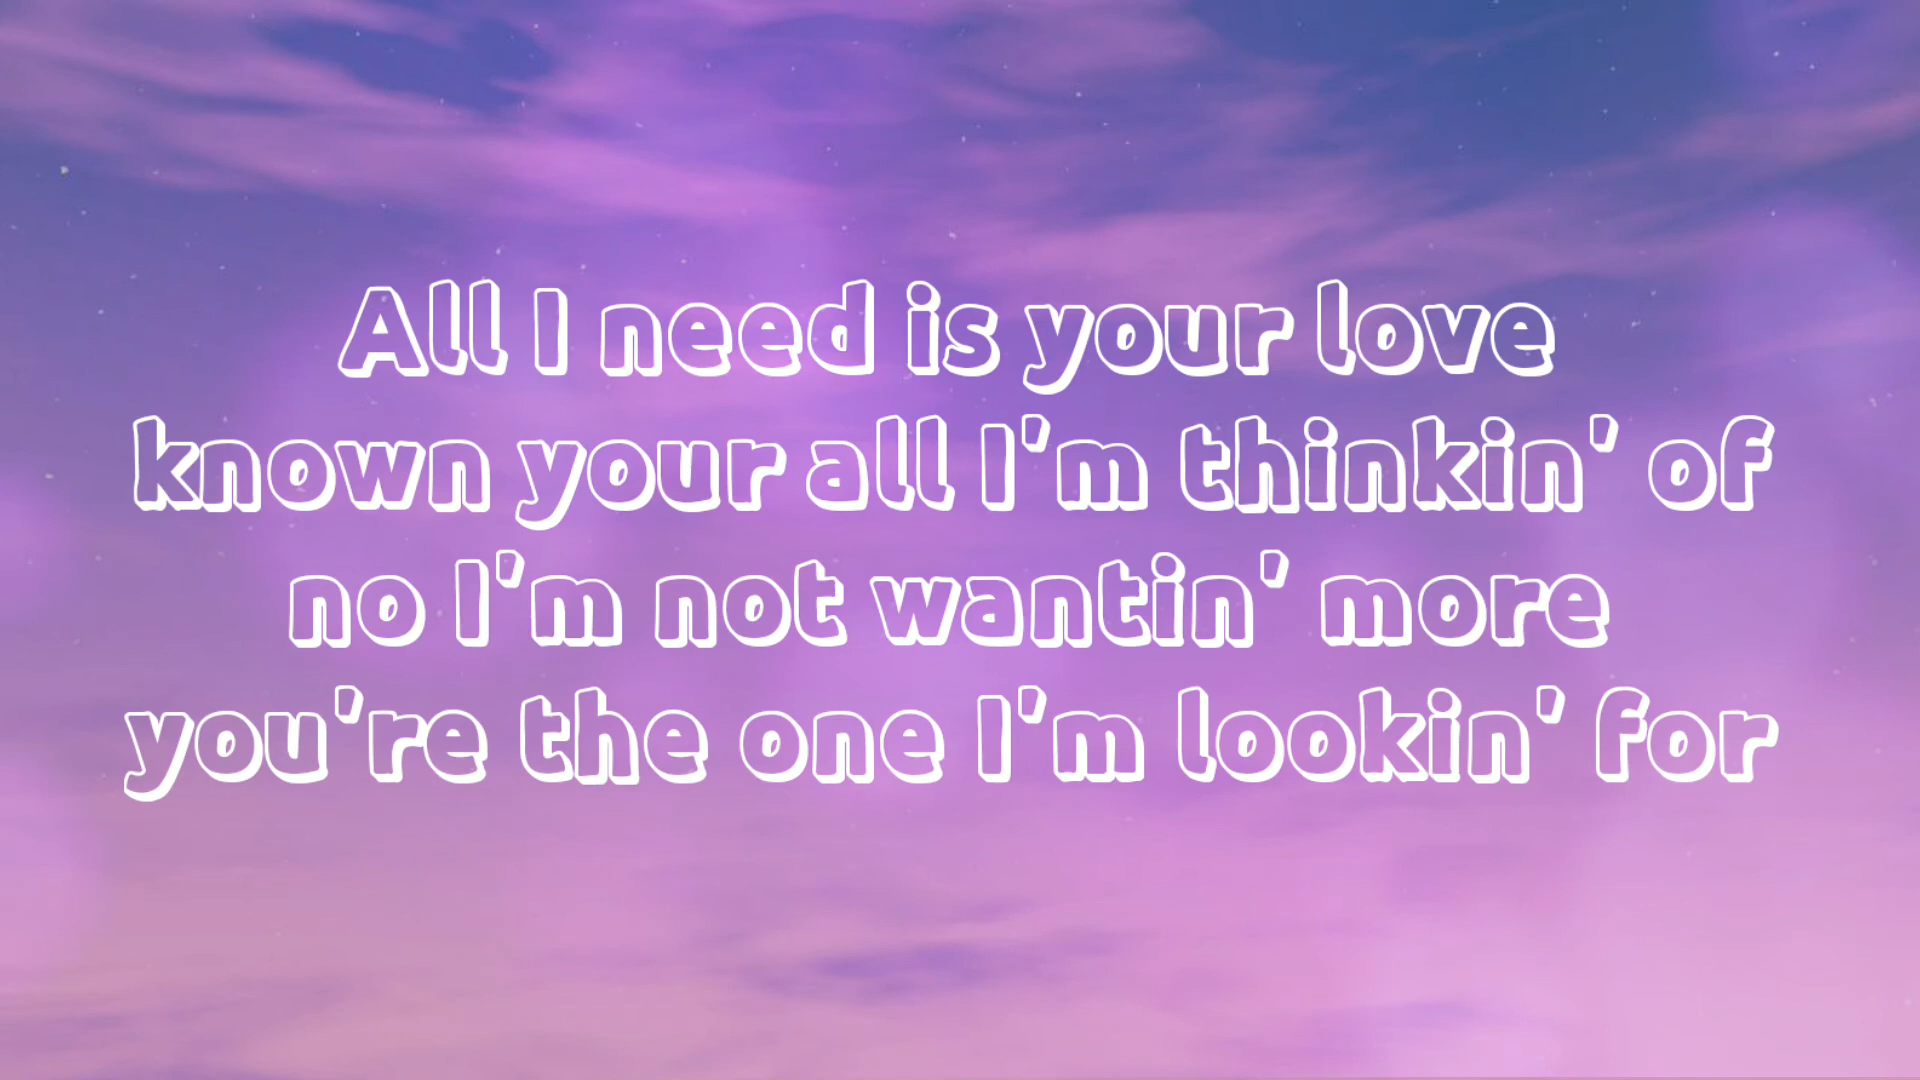 All I need is your love
known your all I'm thinkin' of
no I'm not wantin' more
you're the one I'm lookin' for